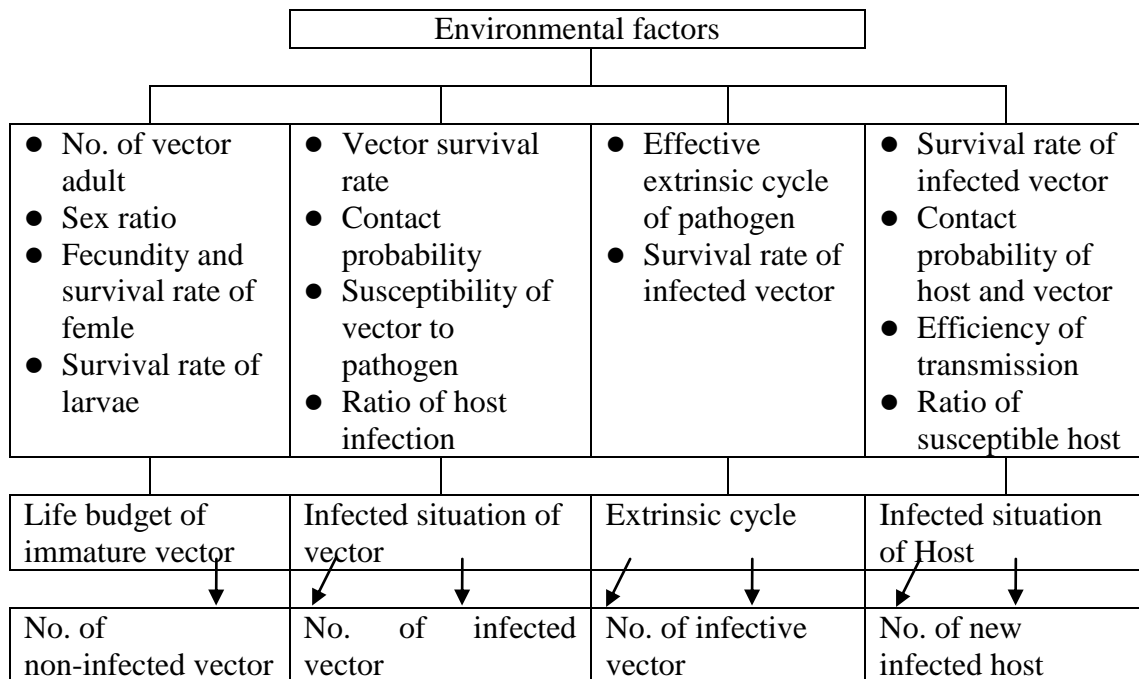 Environmental factors
● No. of vector
adult
● Sex ratio
● Fecundity and
survival rate of
femle
● Survival rate of
larvae
● Vector survival
rate
● Contact
probability
● Susceptibility of
vector to
pathogen
● Ratio of host
infection
● Effective
extrinsic cycle
of pathogen
● Survival rate of
infected vector
● Survival rate of
infected vector
● Contact
probability of
host and vector
● Efficiency of
transmission
● Ratio of
susceptible host
Life budget of
immature vector
Infected situation of
vector
Extrinsic cycle
Infected situation
of Host
No. of
non-infected vector
No. of infected
vector
No. of infective
vector
No. of new
infected host